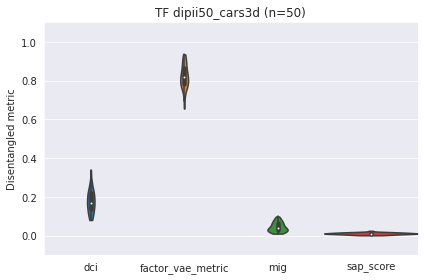 TF dipii50_cars3d (n=50)
Disentangled metric
1.0
0.8
0.6
0.4
0.2
0.0
dci factor_vae_metric mig sap_score